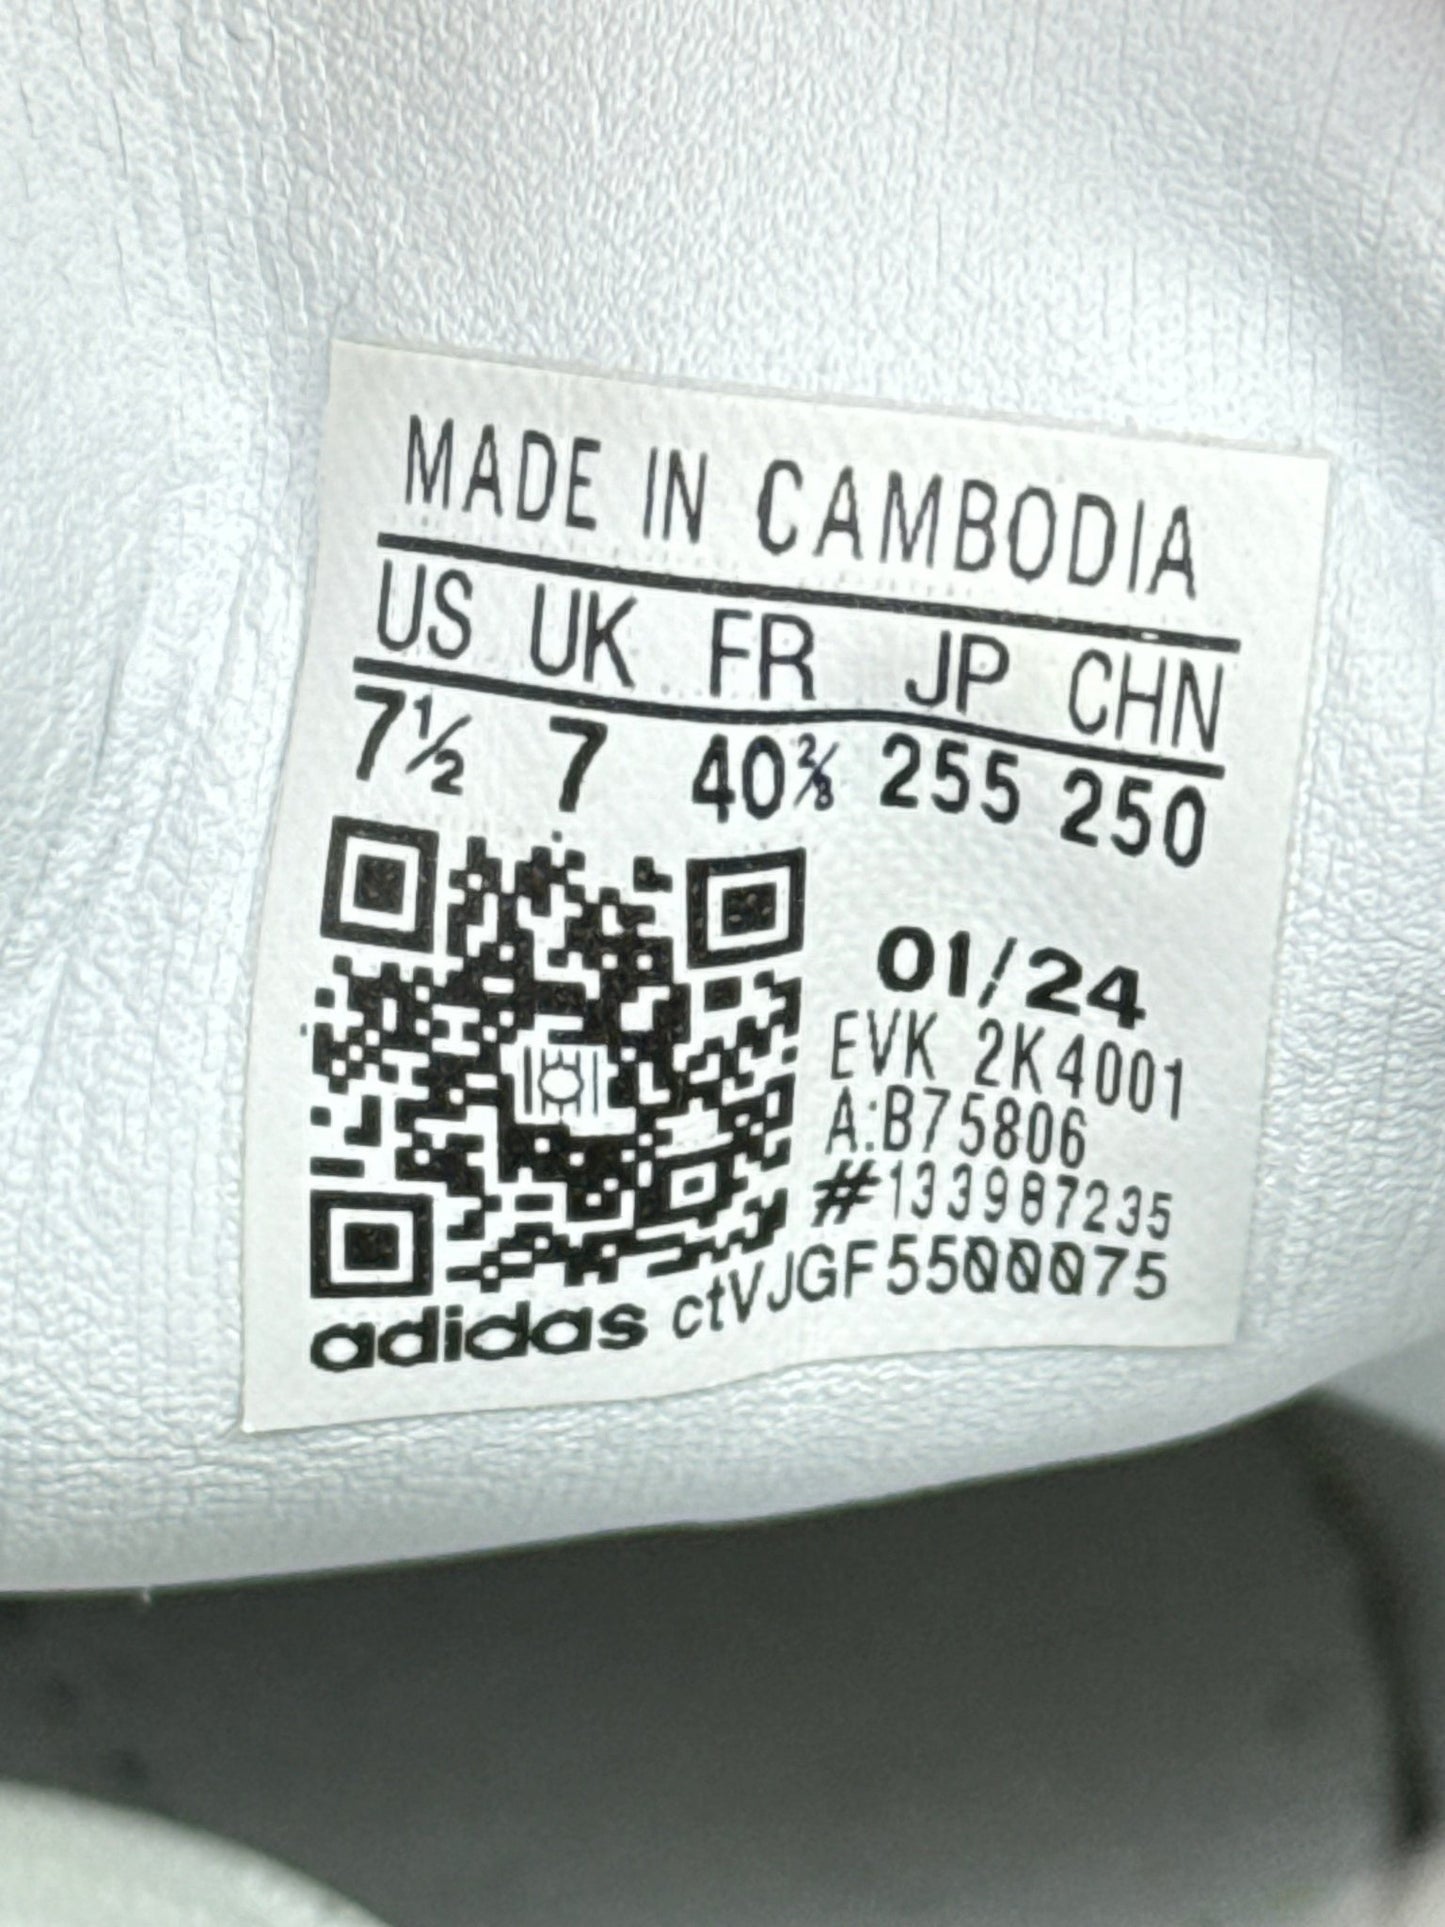 MADE IN CAMBODIA
US UK FR JP CHN
7½ 7 40⅔ 255 250
01/24
EVK 2K4001
A:B75806
#133987235
adidas ctVJGF5500075